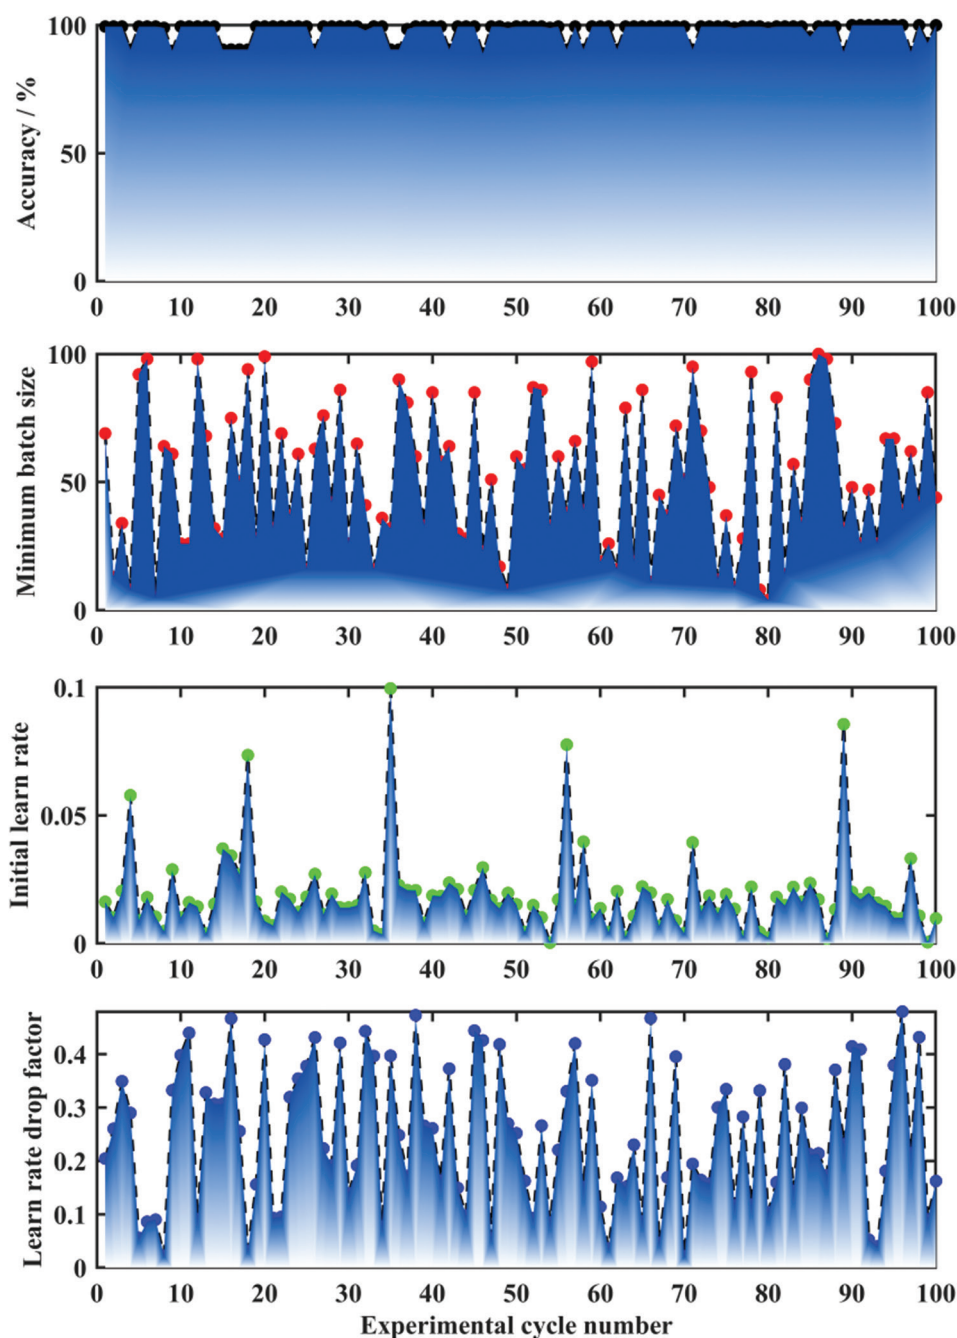 Accuracy / %
100
50
0
0 10 20 30 40 50 60 70 80 90 100
Minimum batch size
100
50
0
0 10 20 30 40 50 60 70 80 90 100
Initial learn rate
0.1
0.05
0
0 10 20 30 40 50 60 70 80 90 100
Learn rate drop factor
0.4
0.3
0.2
0.1
0
0 10 20 30 40 50 60 70 80 90 100
Experimental cycle number